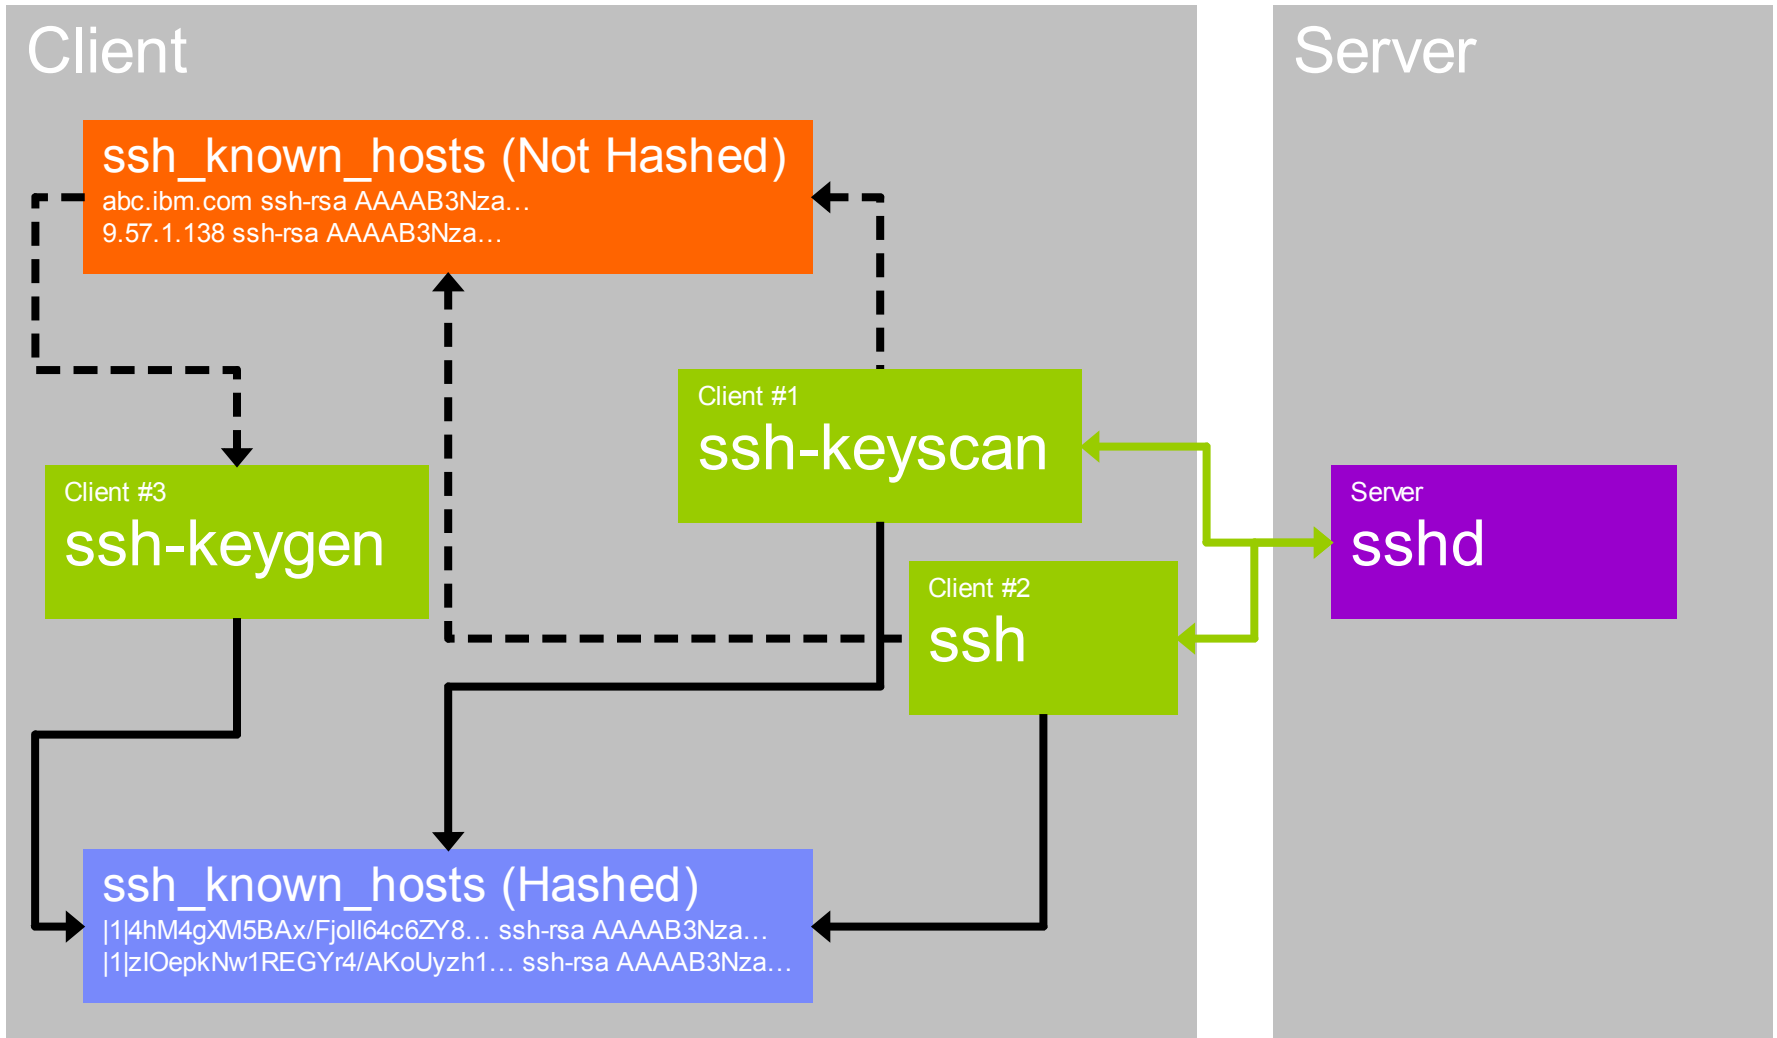 Client
Server
ssh_known_hosts (Not Hashed)
abc.ibm.com ssh-rsa AAAAB3Nza…
9.57.1.138 ssh-rsa AAAAB3Nza…
Client #1
ssh-keyscan
Client #3
ssh-keygen
Server
sshd
Client #2
ssh
ssh_known_hosts (Hashed)
|1|4hM4gXM5BAx/FjolI64c6ZY8… ssh-rsa AAAAB3Nza…
|1|zIOepkNw1REGYr4/AKoUyzh1… ssh-rsa AAAAB3Nza…